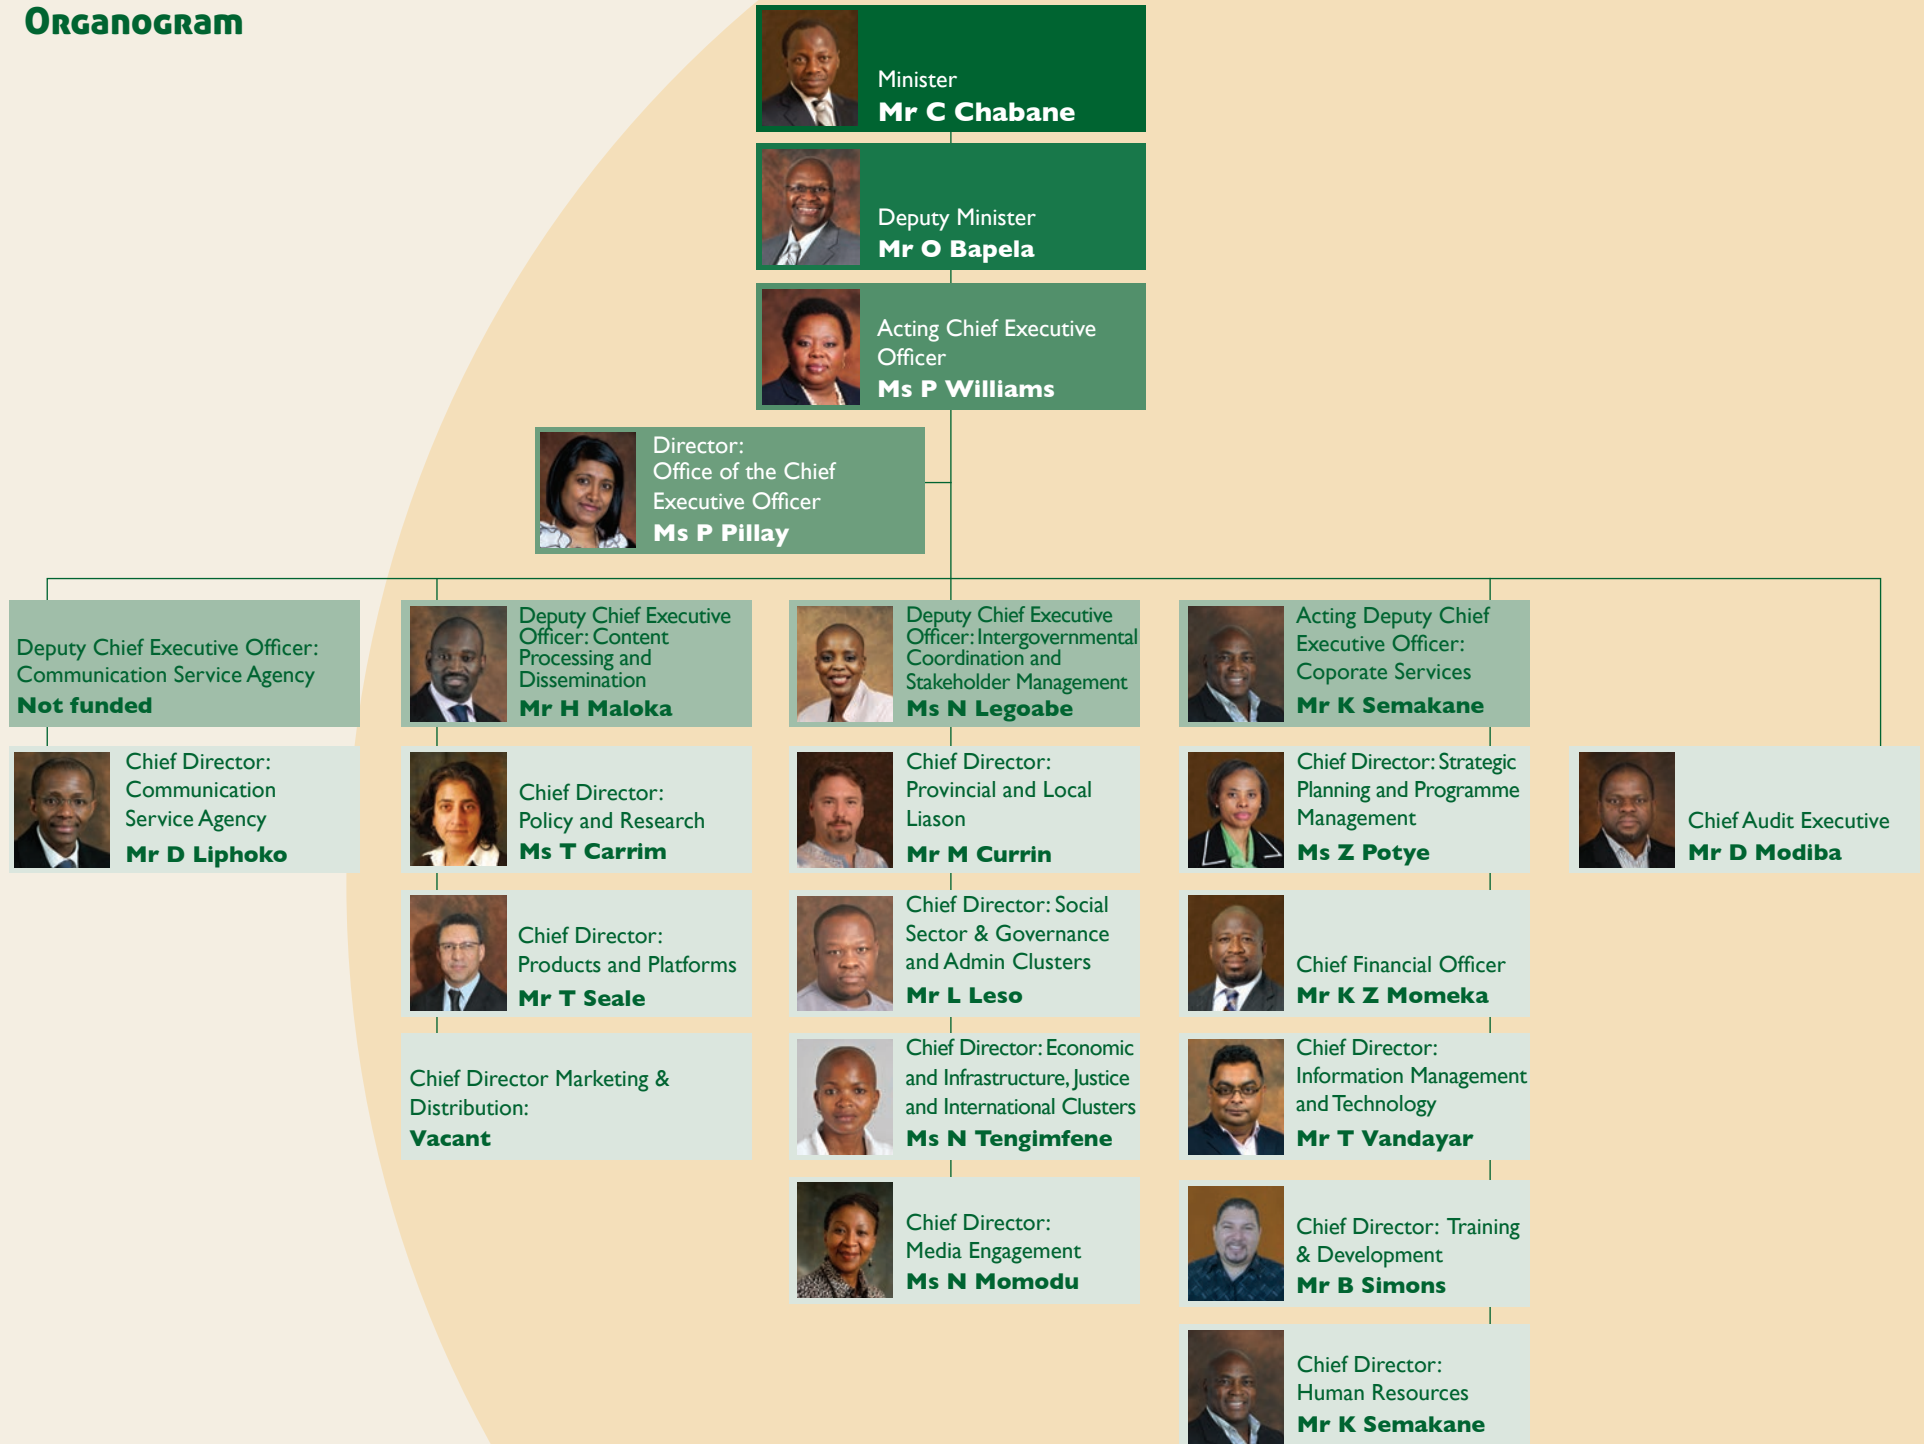 Organogram
Minister
Mr C Chabane
Deputy Minister
Mr O Bapela
Acting Chief Executive
Officer
Ms P Williams
Director:
Office of the Chief
Executive Officer
Ms P Pillay
Deputy Chief Executive Officer:
Communication Service Agency
Not funded
Chief Director:
Communication
Service Agency
Mr D Liphoko
Deputy Chief Executive
Officer: Content
Processing and
Dissemination
Mr H Maloka
Chief Director:
Policy and Research
Ms T Carrim
Chief Director:
Products and Platforms
Mr T Seale
Chief Director Marketing &
Distribution:
Vacant
Deputy Chief Executive
Officer: Intergovernmental
Coordination and
Stakeholder Management
Ms N Legoabe
Chief Director:
Provincial and Local
Liason
Mr M Currin
Chief Director: Social
Sector & Governance
and Admin Clusters
Mr L Leso
Chief Director: Economic
and Infrastructure, Justice
and International Clusters
Ms N Tengimfene
Chief Director:
Media Engagement
Ms N Momodu
Acting Deputy Chief
Executive Officer:
Coporate Services
Mr K Semakane
Chief Director: Strategic
Planning and Programme
Management
Ms Z Potye
Chief Financial Officer
Mr K Z Momeka
Chief Director:
Information Management
and Technology
Mr T Vandayar
Chief Director: Training
& Development
Mr B Simons
Chief Director:
Human Resources
Mr K Semakane
Chief Audit Executive
Mr D Modiba